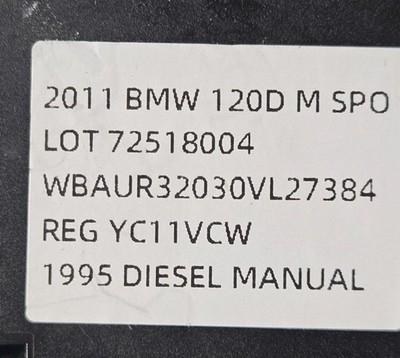 2011 BMW 120D M SPO
LOT 72518004
WBAUR32030VL27384
REG YC11VCW
1995 DIESEL MANUAL